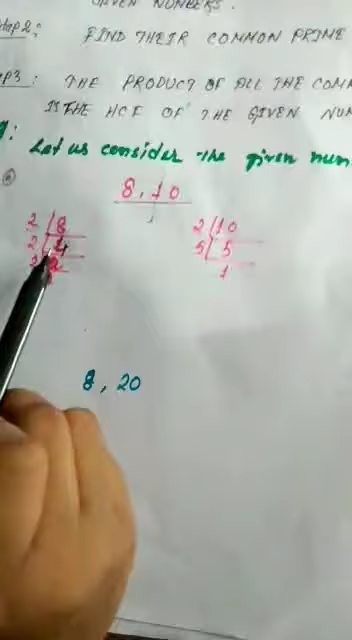 GIVEN NUMBERS.
Step2: FIND THEIR COMMON PRIME
THE PRODUCT OF ALL THE COMM
IS THE HCF OF THE GIVEN NUM
Let us consider the given num
8, 10
2 8 2 10
2 4 5 5
2 2 1
8, 20